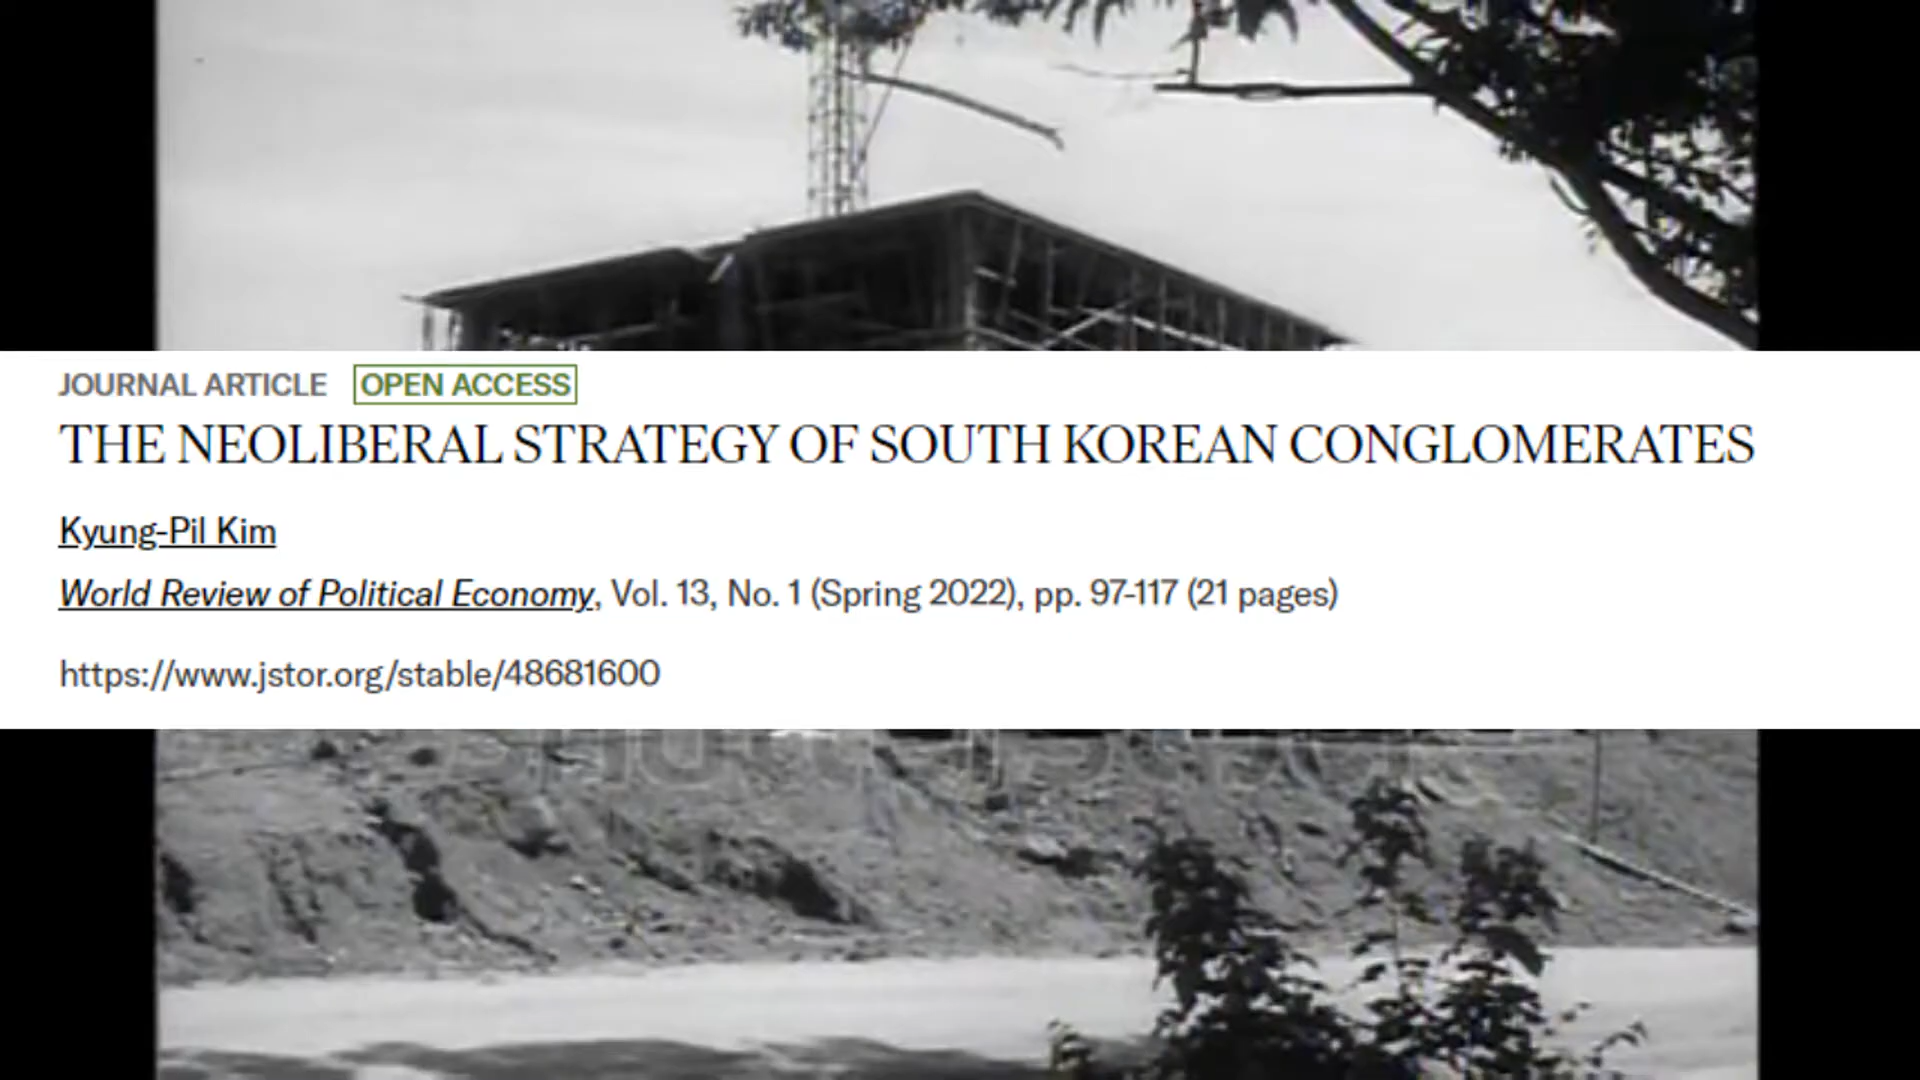 JOURNAL ARTICLE OPEN ACCESS
THE NEOLIBERAL STRATEGY OF SOUTH KOREAN CONGLOMERATES
Kyung-Pil Kim
World Review of Political Economy, Vol. 13, No. 1 (Spring 2022), pp. 97-117 (21 pages)
https://www.jstor.org/stable/48681600